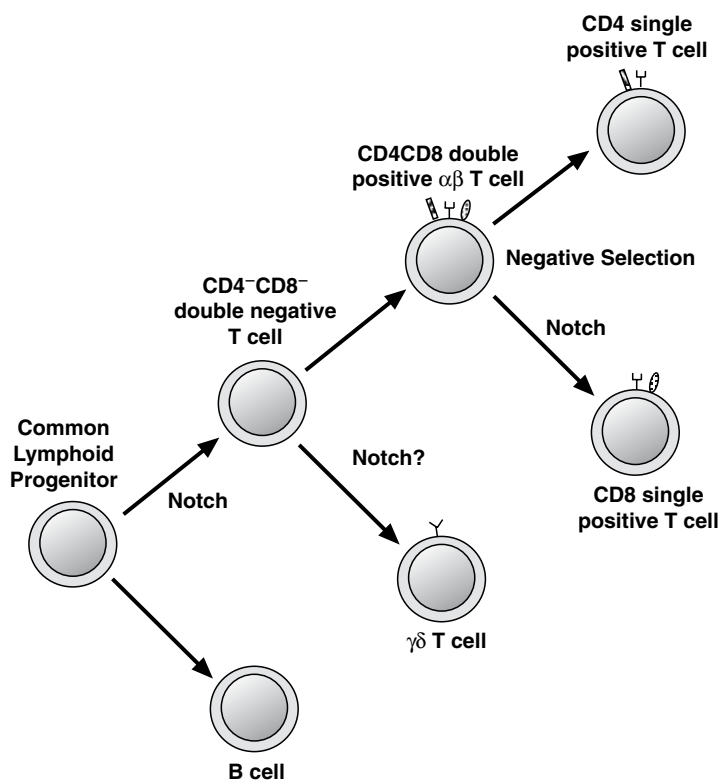 CD4 single
positive T cell
CD4CD8 double
positive αβ T cell
Negative Selection
CD4⁻CD8⁻
double negative
T cell
Notch
Common
Lymphoid
Progenitor
Notch?
Notch
CD8 single
positive T cell
γδ T cell
B cell